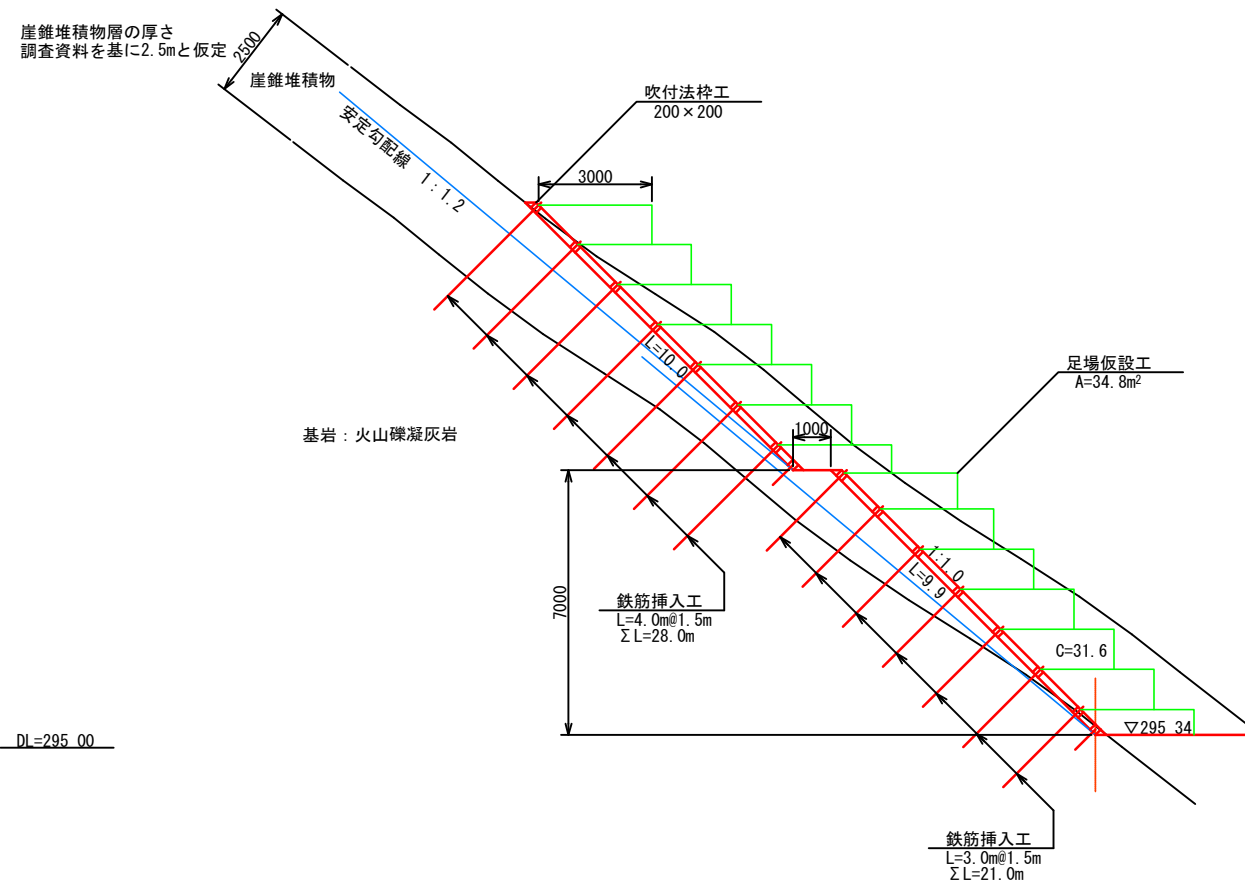 崖錐堆積物層の厚さ
調査資料を基に2.5mと仮定
2500
崖錐堆積物
安定勾配線 1:1.2
吹付法枠工
200×200
3000
足場仮設工
A=34.8m²
L=10.0
基岩：火山礫凝灰岩
1000
1:1.0
L=9.9
7000
鉄筋挿入工
L=4.0m@1.5m
ΣL=28.0m
C=31.6
▽295 34
DL=295 00
鉄筋挿入工
L=3.0m@1.5m
ΣL=21.0m